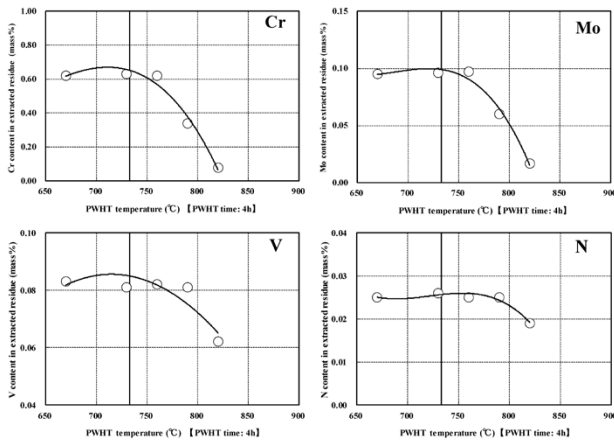 Cr
Cr content in extracted residue (mass%)
1.00
0.80
0.60
0.40
0.20
0.00
650 700 750 800 850 900
PWHT temperature (℃) 【PWHT time: 4h】
Mo
Mo content in extracted residue (mass%)
0.15
0.10
0.05
0.00
650 700 750 800 850 900
PWHT temperature (℃) 【PWHT time: 4h】
V
V content in extracted residue (mass%)
0.10
0.08
0.06
0.04
650 700 750 800 850 900
PWHT temperature (℃) 【PWHT time: 4h】
N
N content in extracted residue (mass%)
0.04
0.03
0.02
0.01
0.00
650 700 750 800 850 900
PWHT temperature (℃) 【PWHT time: 4h】